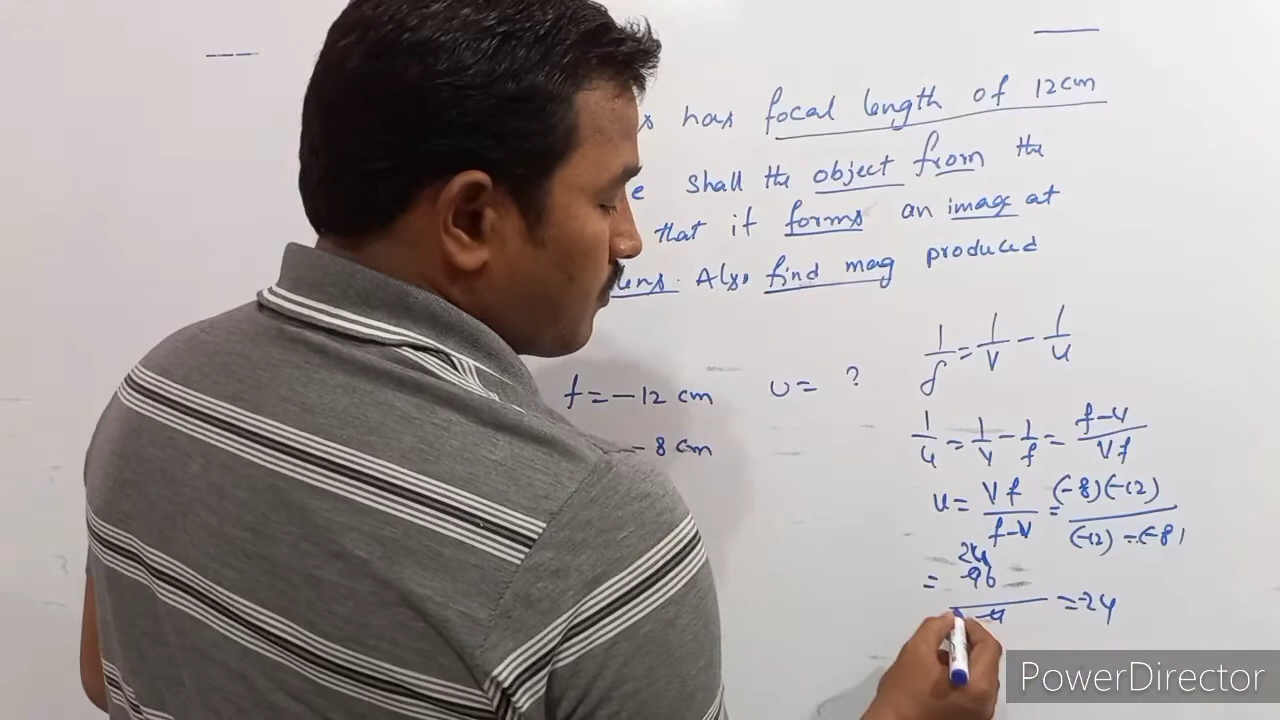 has focal length of 12cm
shall the object from the
that it forms an image at
lens. Also find mag produced
1/f = 1/v - 1/u
f = -12 cm u = ?
1/u = 1/v - 1/f = f-v/vf
- 8 cm
u = vf/f-v = (-8)(-12)/(-12)-(-8)
24
= 96/-4 = -24
PowerDirector